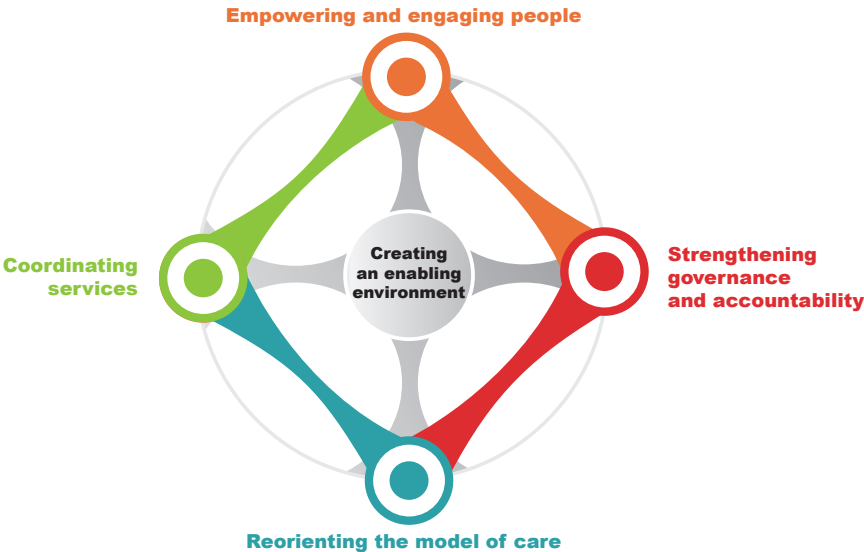 Empowering and engaging people
Coordinating
services
Creating
an enabling
environment
Strengthening
governance
and accountability
Reorienting the model of care